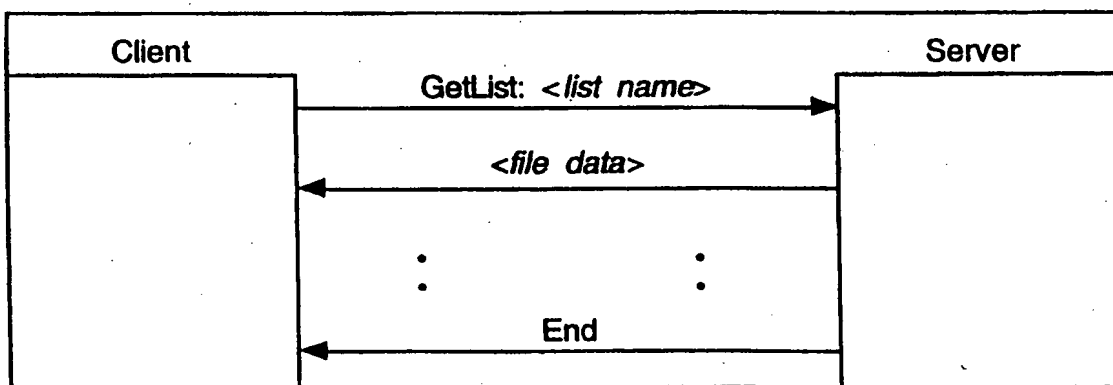 Client
Server
GetList: <list name>
<file data>
: :
End